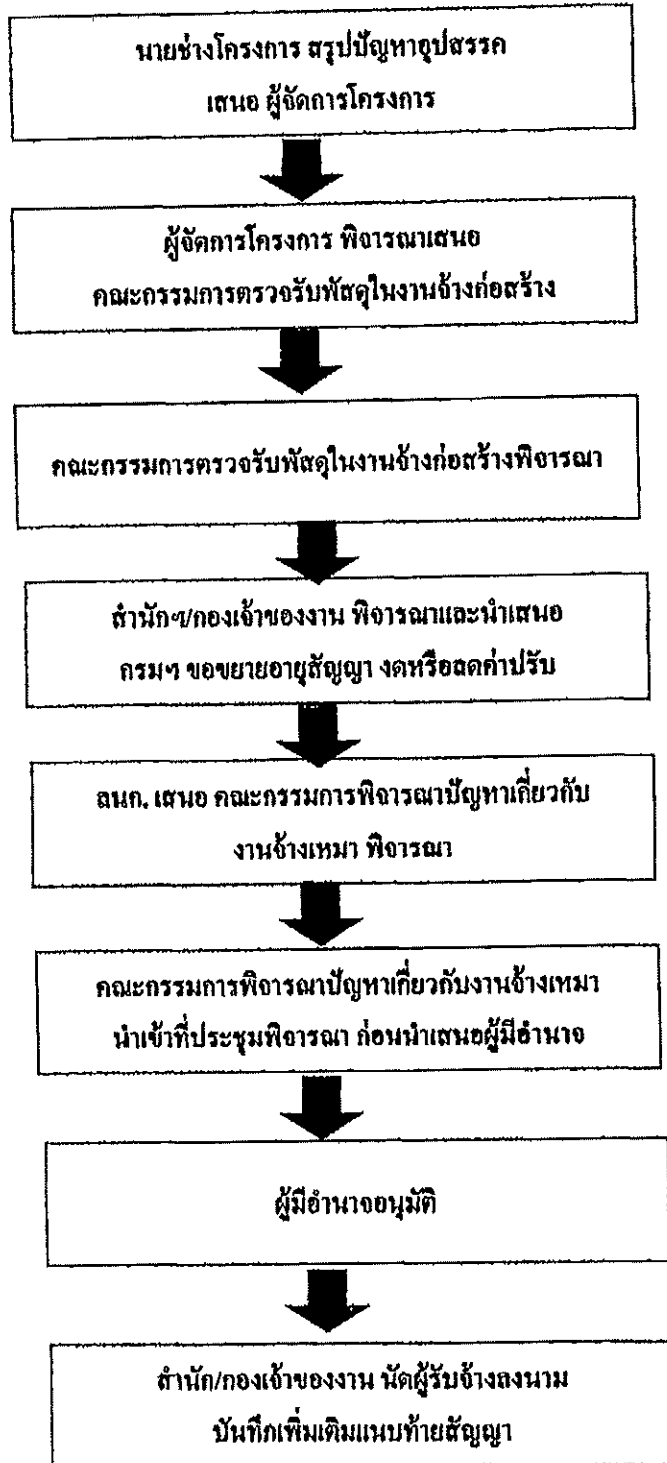 นายช่างโครงการ สรุปปัญหาอุปสรรค
เสนอ ผู้จัดการโครงการ
ผู้จัดการโครงการ พิจารณาเสนอ
คณะกรรมการตรวจรับพัสดุในงานจ้างก่อสร้าง
คณะกรรมการตรวจรับพัสดุในงานจ้างก่อสร้างพิจารณา
สำนักฯ/กองเจ้าของงาน พิจารณาและนำเสนอ
กรมฯ ขอขยายอายุสัญญา งดหรือลดค่าปรับ
ลนก. เสนอ คณะกรรมการพิจารณาปัญหาเกี่ยวกับ
งานจ้างเหมา พิจารณา
คณะกรรมการพิจารณาปัญหาเกี่ยวกับงานจ้างเหมา
นำเข้าที่ประชุมพิจารณา ก่อนนำเสนอผู้มีอำนาจ
ผู้มีอำนาจอนุมัติ
สำนัก/กองเจ้าของงาน นัดผู้รับจ้างลงนาม
บันทึกเพิ่มเติมแนบท้ายสัญญา